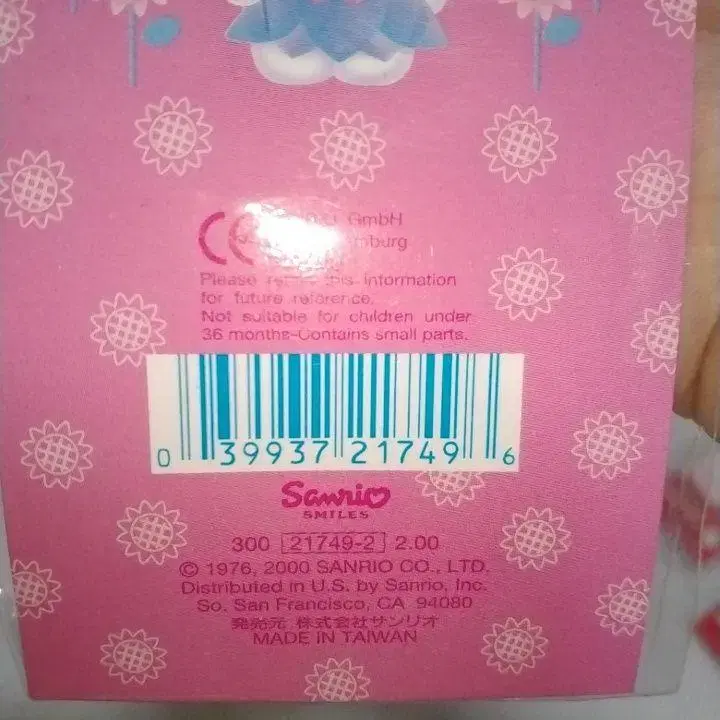 CE GmbH
Please this information
for future reference.
Not suitable for children under
36 months-Contains small parts.
0 39937 21749 6
Sanrio
SMILES
300 21749-2 2.00
© 1976, 2000 SANRIO CO., LTD.
Distributed in U.S. by Sanrio, Inc.
So. San Francisco, CA 94080
発売元 株式会社サンリオ
MADE IN TAIWAN